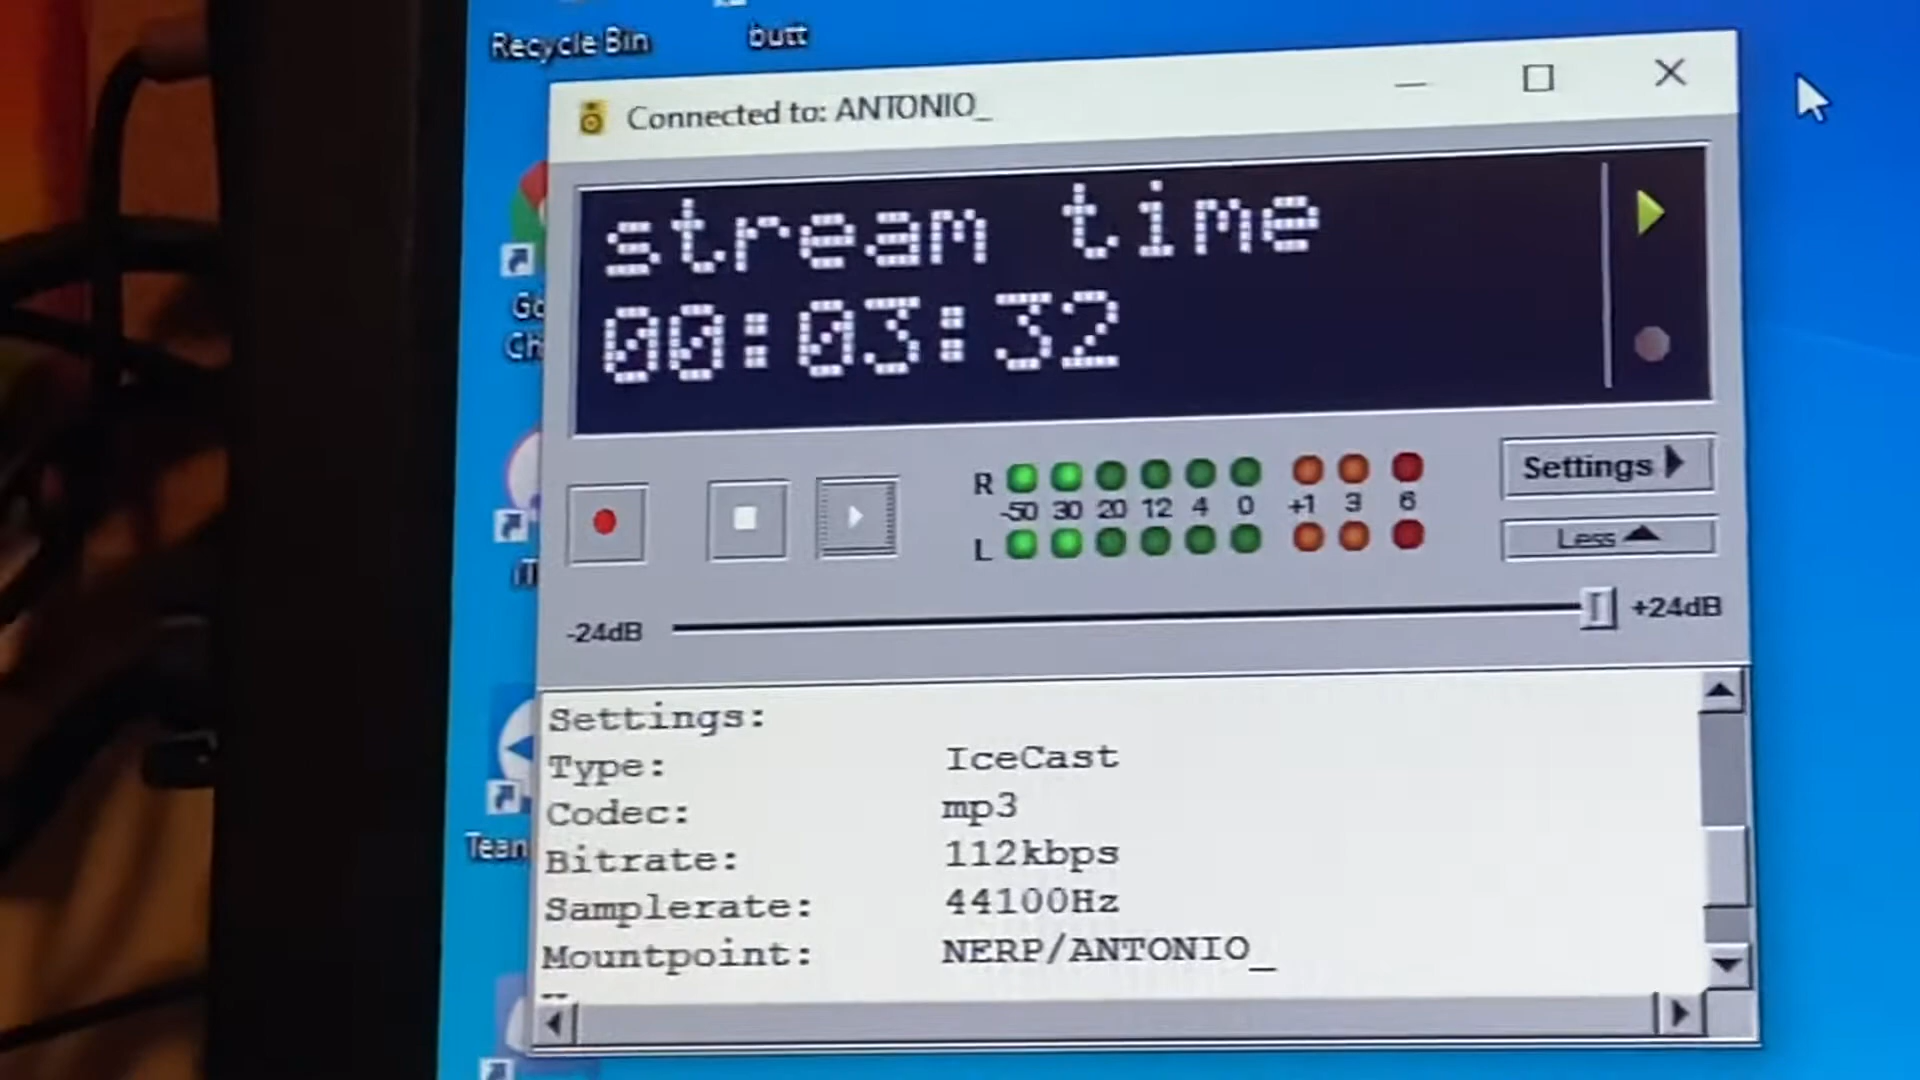 Recycle Bin
butt
Connected to: ANTONIO_
stream time
00:03:32
R
-50 30 20 12 4 0 +1 3 6
L
Settings
Less
-24dB
+24dB
Settings:
Type: IceCast
Codec: mp3
Bitrate: 112kbps
Samplerate: 44100Hz
Mountpoint: NERP/ANTONIO_